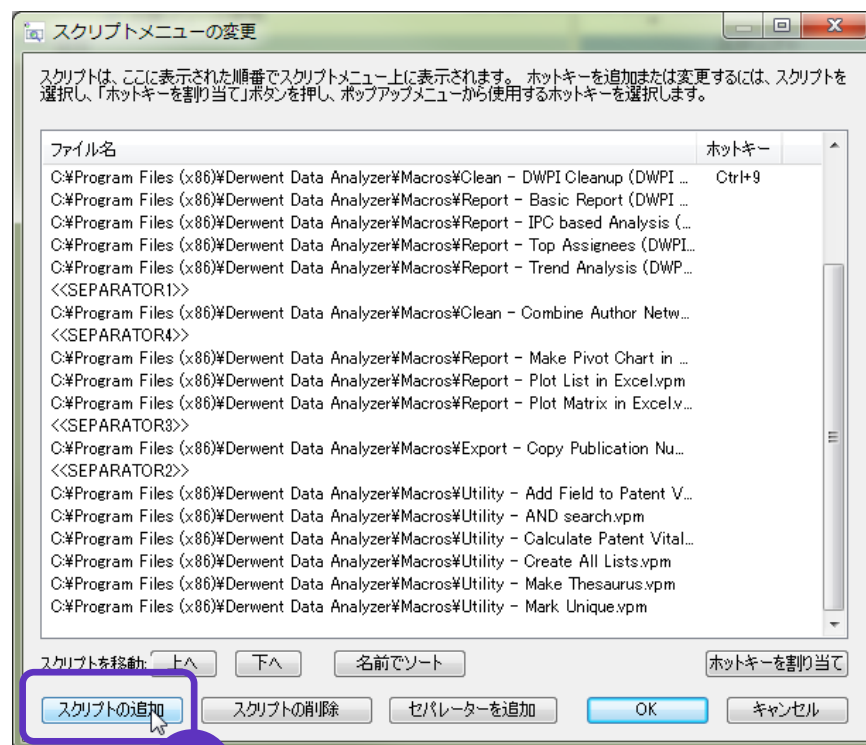 スクリプトメニューの変更
スクリプトは、ここに表示された順番でスクリプトメニュー上に表示されます。 ホットキーを追加または変更するには、スクリプトを
選択し、「ホットキーを割り当て」ボタンを押し、ポップアップメニューから使用するホットキーを選択します。
ファイル名 ホットキー
C:¥Program Files (x86)¥Derwent Data Analyzer¥Macros¥Clean - DWPI Cleanup (DWPI ... Ctrl+9
C:¥Program Files (x86)¥Derwent Data Analyzer¥Macros¥Report - Basic Report (DWPI ...
C:¥Program Files (x86)¥Derwent Data Analyzer¥Macros¥Report - IPC based Analysis (...
C:¥Program Files (x86)¥Derwent Data Analyzer¥Macros¥Report - Top Assignees (DWPI...
C:¥Program Files (x86)¥Derwent Data Analyzer¥Macros¥Report - Trend Analysis (DWP...
<<SEPARATOR1>>
C:¥Program Files (x86)¥Derwent Data Analyzer¥Macros¥Clean - Combine Author Netw...
<<SEPARATOR4>>
C:¥Program Files (x86)¥Derwent Data Analyzer¥Macros¥Report - Make Pivot Chart in ...
C:¥Program Files (x86)¥Derwent Data Analyzer¥Macros¥Report - Plot List in Excel.vpm
C:¥Program Files (x86)¥Derwent Data Analyzer¥Macros¥Report - Plot Matrix in Excel.v...
<<SEPARATOR3>>
C:¥Program Files (x86)¥Derwent Data Analyzer¥Macros¥Export - Copy Publication Nu...
<<SEPARATOR2>>
C:¥Program Files (x86)¥Derwent Data Analyzer¥Macros¥Utility - Add Field to Patent V...
C:¥Program Files (x86)¥Derwent Data Analyzer¥Macros¥Utility - AND search.vpm
C:¥Program Files (x86)¥Derwent Data Analyzer¥Macros¥Utility - Calculate Patent Vital...
C:¥Program Files (x86)¥Derwent Data Analyzer¥Macros¥Utility - Create All Lists.vpm
C:¥Program Files (x86)¥Derwent Data Analyzer¥Macros¥Utility - Make Thesaurus.vpm
C:¥Program Files (x86)¥Derwent Data Analyzer¥Macros¥Utility - Mark Unique.vpm
スクリプトを移動: 上へ 下へ 名前でソート ホットキーを割り当て
スクリプトの追加 スクリプトの削除 セパレーターを追加 OK キャンセル